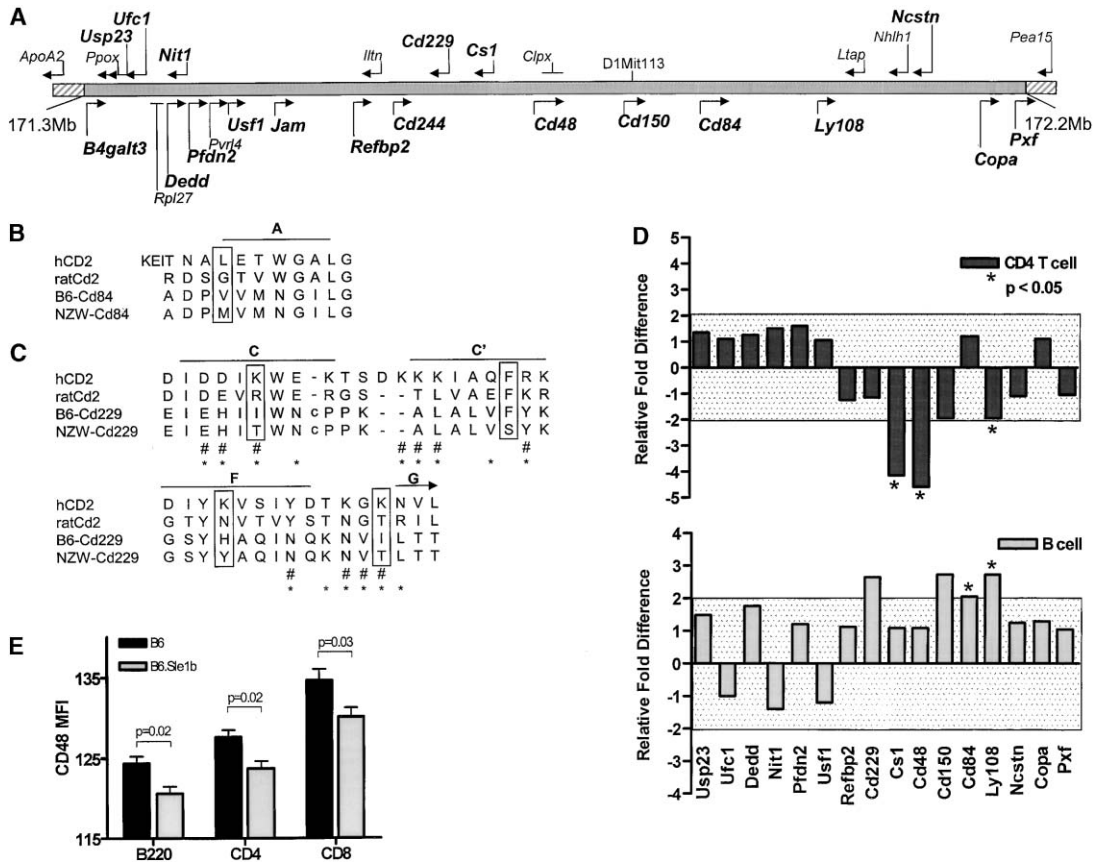 A
Ufc1
Usp23
ApoA2 Ppox Nit1 Iltn Cd229 Cs1 Clpx D1Mit113 Ltap Nhlh1 Ncstn Pea15
171.3Mb 172.2Mb
B4galt3 Usf1 Jam Cd244 Cd48 Cd150 Cd84 Ly108 Pxf
Pfdn2 Pvrl4 Refbp2 Copa
Dedd
Rpl27
B
A
hCD2 KEIT N A L E T W G A L G
ratCd2 R D S G T V W G A L G
B6-Cd84 A D P V V M N G I L G
NZW-Cd84 A D P M V M N G I L G
C
C C'
hCD2 D I D D I K W E - K T S D K K K I A Q F R K
ratCd2 D I D E V R W E - R G S - - T L V A E F K R
B6-Cd229 E I E H I I W N c P P K - - A L A L V F Y K
NZW-Cd229 E I E H I T W N c P P K - - A L A L V S Y K
# # # # # # #
* * * * * * * * *
F G
hCD2 D I Y K V S I Y D T K G K N V L
ratCd2 G T Y N V T V Y S T N G T R I L
B6-Cd229 G S Y H A Q I N Q K N V I L T T
NZW-Cd229 G S Y Y A Q I N Q K N V T L T T
# # # #
* * * * * *
D
CD4 T cell
* p < 0.05
Relative Fold Difference
5
4
3
2
1
0
-1
-2
-3
-4
-5
* * *
B cell
Relative Fold Difference
4
3
2
1
0
-1
-2
-3
-4
* *
Usp23 Ufc1 Dedd Nit1 Pfdn2 Usf1 Refbp2 Cd229 Cs1 Cd48 Cd150 Cd84 Ly108 Ncstn Copa Pxf
E
B6
B6.Sle1b
CD48 MFI
135
125
115
p=0.02 p=0.02 p=0.03
B220 CD4 CD8